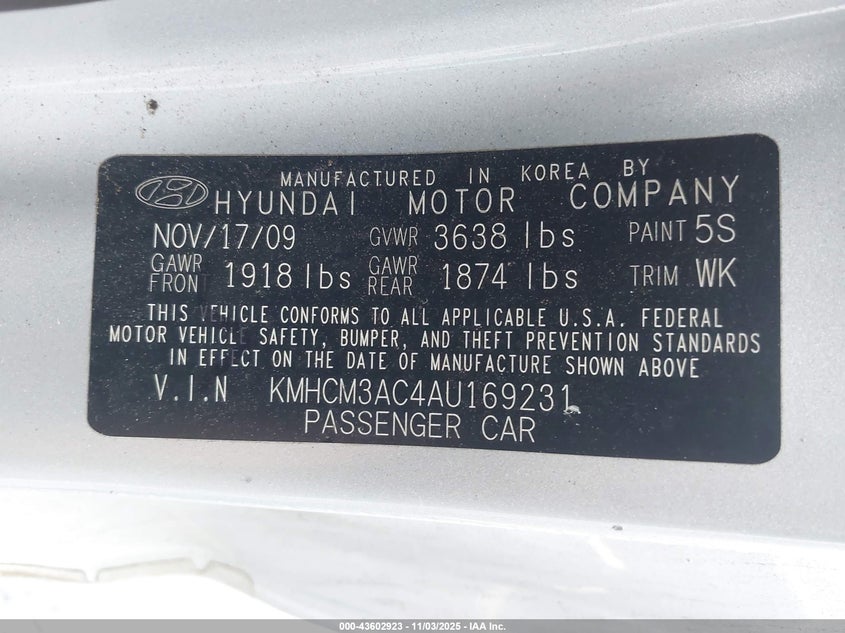 MANUFACTURED IN KOREA BY
HYUNDAI MOTOR COMPANY
NOV/17/09 GVWR 3638 lbs PAINT 5S
GAWR FRONT 1918 lbs GAWR REAR 1874 lbs TRIM WK
THIS VEHICLE CONFORMS TO ALL APPLICABLE U.S.A. FEDERAL
MOTOR VEHICLE SAFETY, BUMPER, AND THEFT PREVENTION STANDARDS
IN EFFECT ON THE DATE OF MANUFACTURE SHOWN ABOVE
V.I.N KMHCM3AC4AU169231
PASSENGER CAR
000-43602923 - 11/03/2025 - IAA Inc.